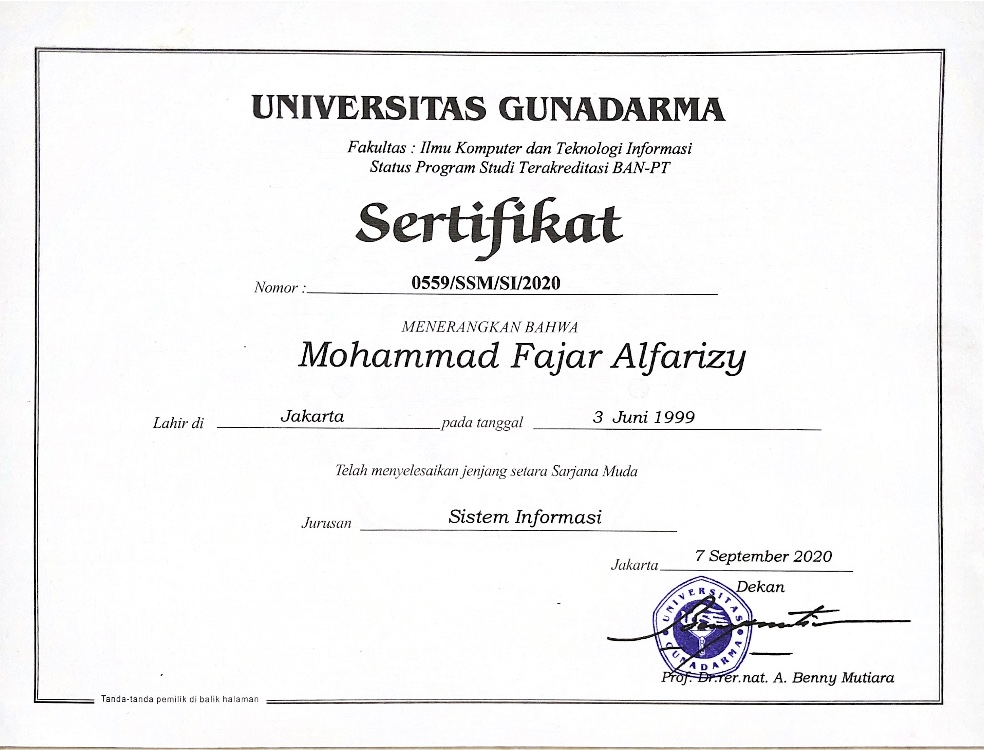 UNIVERSITAS GUNADARMA
Fakultas : Ilmu Komputer dan Teknologi Informasi
Status Program Studi Terakreditasi BAN-PT
Sertifikat
Nomor : 0559/SSM/SI/2020
MENERANGKAN BAHWA
Mohammad Fajar Alfarizy
Lahir di Jakarta pada tanggal 3 Juni 1999
Telah menyelesaikan jenjang setara Sarjana Muda
Jurusan Sistem Informasi
Jakarta 7 September 2020
Dekan
UNIVERSITAS GUNADARMA
Prof. Dr.rer.nat. A. Benny Mutiara
Tanda-tanda pemilik di balik halaman